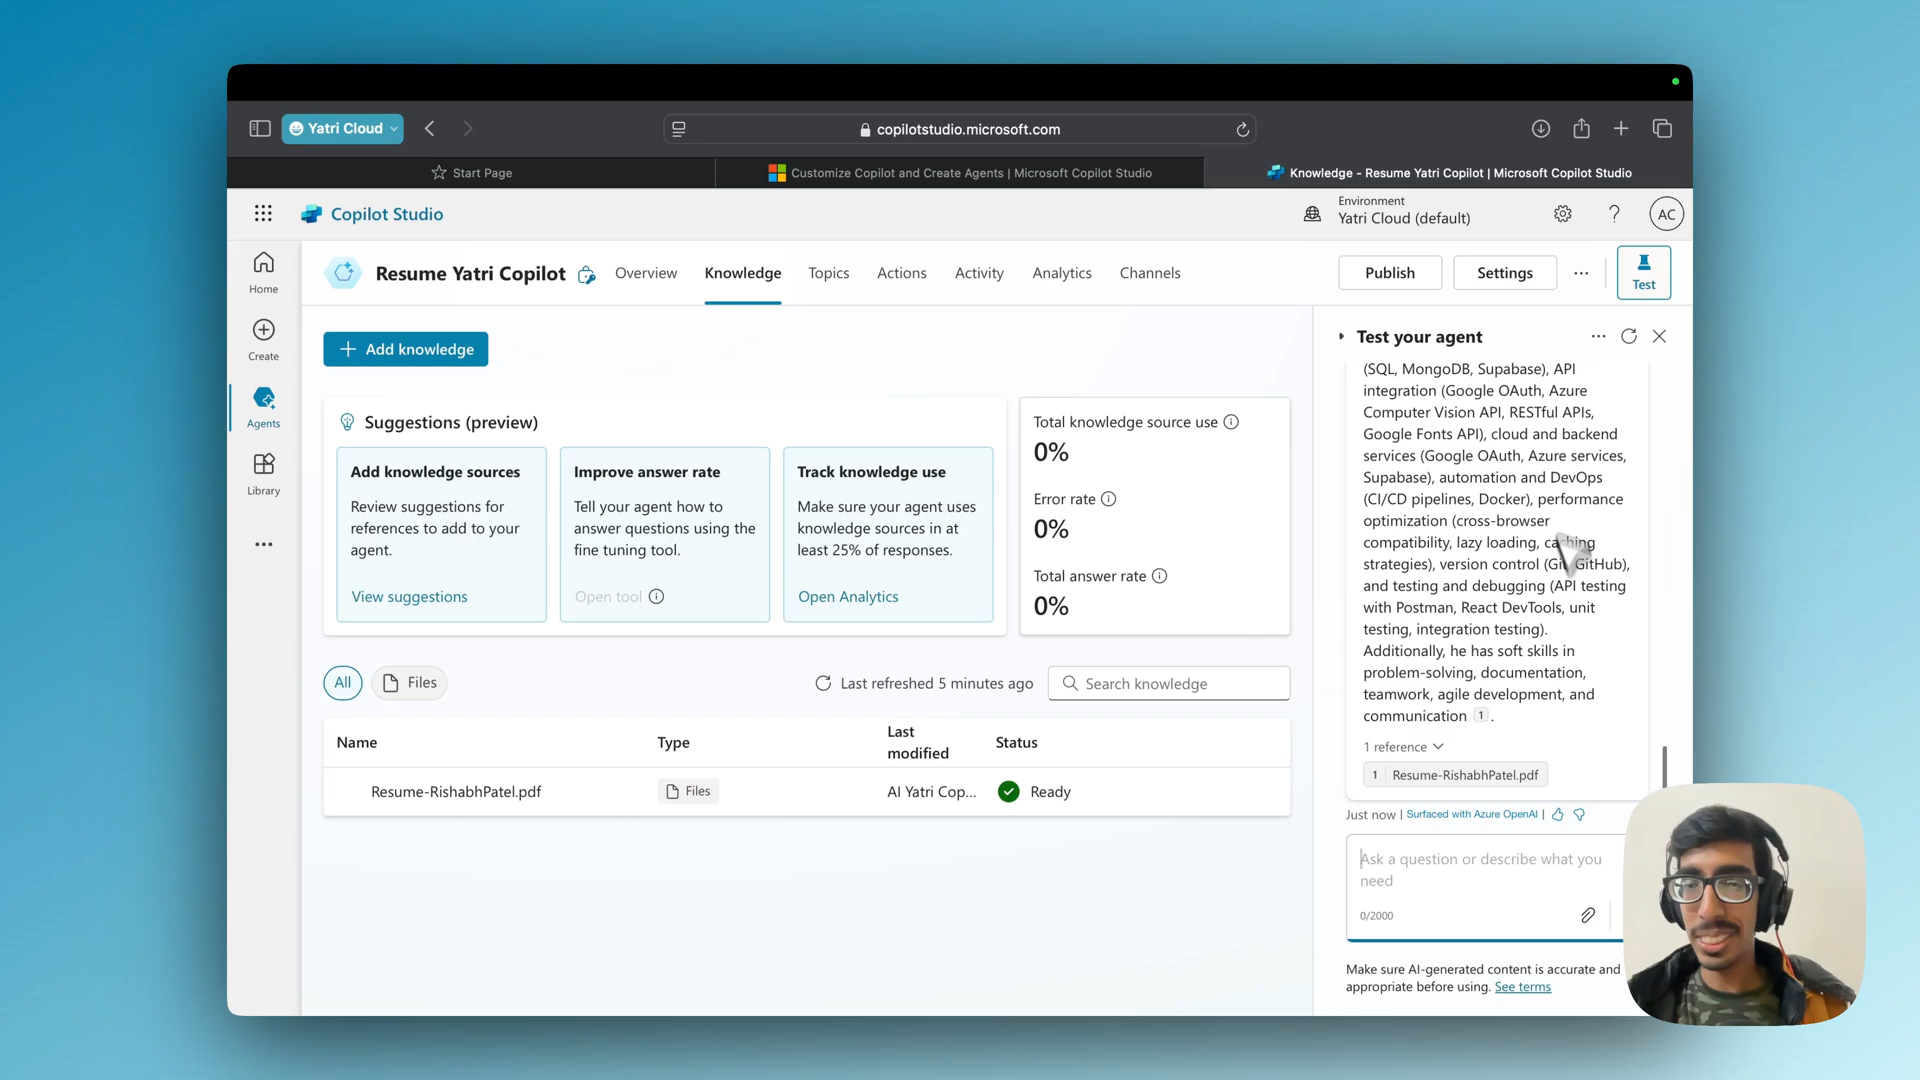 Yatri Cloud
copilotstudio.microsoft.com
Start Page
Customize Copilot and Create Agents | Microsoft Copilot Studio
Knowledge - Resume Yatri Copilot | Microsoft Copilot Studio
Copilot Studio
Environment
Yatri Cloud (default)
?
AC
Home
Create
Agents
Library
Resume Yatri Copilot
Overview
Knowledge
Topics
Actions
Activity
Analytics
Channels
Publish
Settings
Test
Add knowledge
Suggestions (preview)
Add knowledge sources
Review suggestions for
references to add to your
agent.
View suggestions
Improve answer rate
Tell your agent how to
answer questions using the
fine tuning tool.
Open tool
Track knowledge use
Make sure your agent uses
knowledge sources in at
least 25% of responses.
Open Analytics
Total knowledge source use
0%
Error rate
0%
Total answer rate
0%
All
Files
Last refreshed 5 minutes ago
Search knowledge
Name
Type
Last
modified
Status
Resume-RishabhPatel.pdf
Files
AI Yatri Cop...
Ready
Test your agent
(SQL, MongoDB, Supabase), API
integration (Google OAuth, Azure
Computer Vision API, RESTful APIs,
Google Fonts API), cloud and backend
services (Google OAuth, Azure services,
Supabase), automation and DevOps
(CI/CD pipelines, Docker), performance
optimization (cross-browser
compatibility, lazy loading, caching
strategies), version control (Git, GitHub),
and testing and debugging (API testing
with Postman, React DevTools, unit
testing, integration testing).
Additionally, he has soft skills in
problem-solving, documentation,
teamwork, agile development, and
communication 1 .
1 reference
1 Resume-RishabhPatel.pdf
Just now | Surfaced with Azure OpenAI |
Ask a question or describe what you
need
0/2000
Make sure AI-generated content is accurate and
appropriate before using. See terms